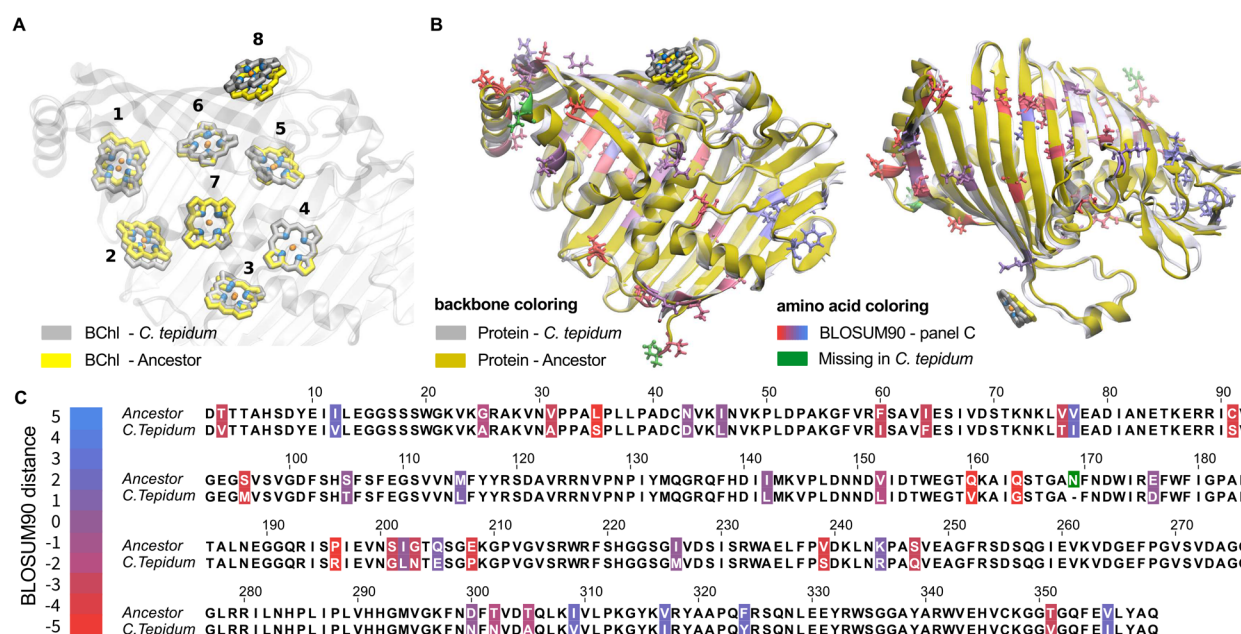 A
B
8
1
6
5
7
4
2
3
BChl - C. tepidum
BChl - Ancestor
backbone coloring
Protein - C. tepidum
Protein - Ancestor
amino acid coloring
BLOSUM90 - panel C
Missing in C. tepidum
C
BLOSUM90 distance
5
4
3
2
1
0
-1
-2
-3
-4
-5
10 20 30 40 50 60 70 80 90
Ancestor DTTTAHSDYEIILEGGSSSWGKVKGRAKVNVPPALPLLPADCNVKINVKPLDPAKGFVRFSAVIESIVDSTKNKLVVEADIANETKERRIC
C.Tepidum DVTTAHSDYEIVLEGGSSSWGKVKARAKVNAPPASPLLPADCDVKLNVKPLDPAKGFVRISAVFESIVDSTKNKLTIEADIANETKERRIS
100 110 120 130 140 150 160 170 180
Ancestor GEGSVSVGDFSHSFSFEGSVVNMFYYRSDAVRRNVPNPIYMQGRQFHDIIMKVPLDNNDVIDTWEGTQKAIQSTGANFNDWIREFWFIGPA
C.Tepidum GEGMVSVGDFSHTFSFEGSVVNLFYYRSDAVRRNVPNPIYMQGRQFHDILMKVPLDNNDLIDTWEGTVKAIGSTGA-FNDWIRDFWFIGPA
190 200 210 220 230 240 250 260 270
Ancestor TALNEGGQRISPIEVNSIGTQSGEKGPVGVSRWRFSHGGSGIVDSISRWAELFPVDKLNKPASVEAGFRSDSQGIEVKVDGEFPGVSVDAG
C.Tepidum TALNEGGQRISRIEVNGLNTESGPKGPVGVSRWRFSHGGSGMVDSISRWAELFPSDKLNRPAQVEAGFRSDSQGIEVKVDGEFPGVSVDAG
280 290 300 310 320 330 340 350
Ancestor GLRRILNHPLIPLVHHGMVGKFNDFTVDTQLKIVLPKGYKVRYAAPQFRSQNLEEYRWSGGAYARWVEHVCKGGTGQFEVLYAQ
C.Tepidum GLRRILNHPLIPLVHHGMVGKFNNFNVDAQLKVVLPKGYKIRYAAPQYRSQNLEEYRWSGGAYARWVEHVCKGGVGQFEILYAQ